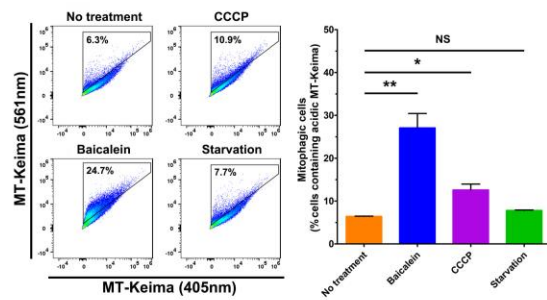 No treatment
CCCP
6.3%
10.9%
Baicalein
Starvation
24.7%
7.7%
MT-Keima (561nm)
MT-Keima (405nm)
NS
*
**
Mitophagic cells
(% cells containing acidic MT-Keima)
50
40
30
20
10
0
No treatment
Baicalein
CCCP
Starvation